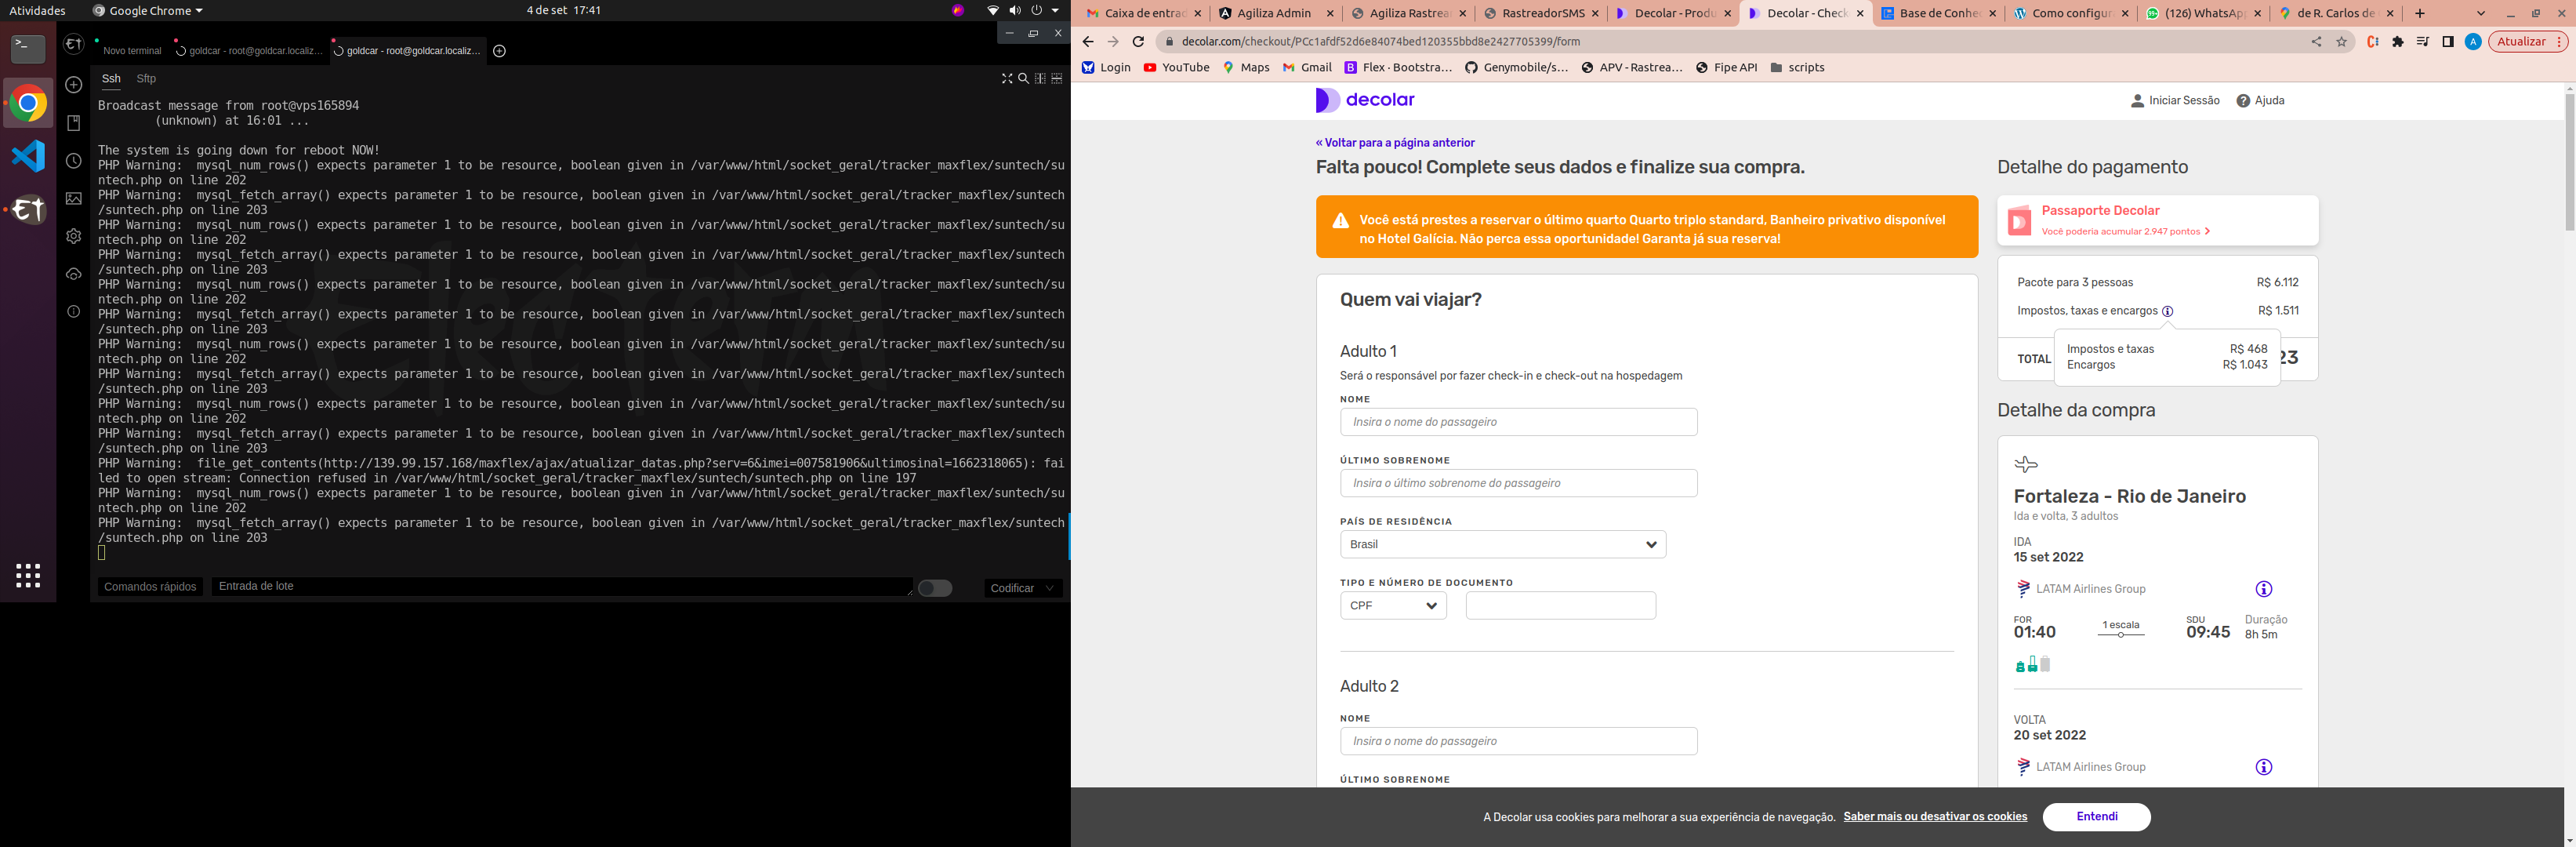 Atividades
Google Chrome
4 de set 17:41
Novo terminal
goldcar - root@goldcar.localiz...
goldcar - root@goldcar.localiz...
Ssh
Sftp
Broadcast message from root@vps165894
(unknown) at 16:01 ...
The system is going down for reboot NOW!
PHP Warning:  mysql_num_rows() expects parameter 1 to be resource, boolean given in /var/www/html/socket_geral/tracker_maxflex/suntech/su
ntech.php on line 202
PHP Warning:  mysql_fetch_array() expects parameter 1 to be resource, boolean given in /var/www/html/socket_geral/tracker_maxflex/suntech
/suntech.php on line 203
PHP Warning:  mysql_num_rows() expects parameter 1 to be resource, boolean given in /var/www/html/socket_geral/tracker_maxflex/suntech/su
ntech.php on line 202
PHP Warning:  mysql_fetch_array() expects parameter 1 to be resource, boolean given in /var/www/html/socket_geral/tracker_maxflex/suntech
/suntech.php on line 203
PHP Warning:  mysql_num_rows() expects parameter 1 to be resource, boolean given in /var/www/html/socket_geral/tracker_maxflex/suntech/su
ntech.php on line 202
PHP Warning:  mysql_fetch_array() expects parameter 1 to be resource, boolean given in /var/www/html/socket_geral/tracker_maxflex/suntech
/suntech.php on line 203
PHP Warning:  mysql_num_rows() expects parameter 1 to be resource, boolean given in /var/www/html/socket_geral/tracker_maxflex/suntech/su
ntech.php on line 202
PHP Warning:  mysql_fetch_array() expects parameter 1 to be resource, boolean given in /var/www/html/socket_geral/tracker_maxflex/suntech
/suntech.php on line 203
PHP Warning:  mysql_num_rows() expects parameter 1 to be resource, boolean given in /var/www/html/socket_geral/tracker_maxflex/suntech/su
ntech.php on line 202
PHP Warning:  mysql_fetch_array() expects parameter 1 to be resource, boolean given in /var/www/html/socket_geral/tracker_maxflex/suntech
/suntech.php on line 203
PHP Warning:  file_get_contents(http://139.99.157.168/maxflex/ajax/atualizar_datas.php?serv=6&imei=007581906&ultimosinal=1662318065): fai
led to open stream: Connection refused in /var/www/html/socket_geral/tracker_maxflex/suntech/suntech.php on line 197
PHP Warning:  mysql_num_rows() expects parameter 1 to be resource, boolean given in /var/www/html/socket_geral/tracker_maxflex/suntech/su
ntech.php on line 202
PHP Warning:  mysql_fetch_array() expects parameter 1 to be resource, boolean given in /var/www/html/socket_geral/tracker_maxflex/suntech
/suntech.php on line 203
Comandos rápidos
Entrada de lote
Codificar
Caixa de entrad
Agiliza Admin
Agiliza Rastrea
RastreadorSMS
Decolar - Produ
Decolar - Check
Base de Conhe
Como configur
(126) WhatsAp
de R. Carlos de
decolar.com/checkout/PCc1afdf52d6e84074bed120355bbd8e2427705399/form
A
Atualizar
Login
YouTube
Maps
Gmail
Flex · Bootstra...
Genymobile/s...
APV - Rastrea...
Fipe API
scripts
decolar
Iniciar Sessão
Ajuda
« Voltar para a página anterior
Falta pouco! Complete seus dados e finalize sua compra.
Você está prestes a reservar o último quarto Quarto triplo standard, Banheiro privativo disponível
no Hotel Galícia. Não perca essa oportunidade! Garanta já sua reserva!
Quem vai viajar?
Adulto 1
Será o responsável por fazer check-in e check-out na hospedagem
NOME
Insira o nome do passageiro
ÚLTIMO SOBRENOME
Insira o último sobrenome do passageiro
PAÍS DE RESIDÊNCIA
Brasil
TIPO E NÚMERO DE DOCUMENTO
CPF
Adulto 2
NOME
Insira o nome do passageiro
ÚLTIMO SOBRENOME
Detalhe do pagamento
Passaporte Decolar
Você poderia acumular 2.947 pontos
Pacote para 3 pessoas R$ 6.112
Impostos, taxas e encargos R$ 1.511
Impostos e taxas R$ 468
Encargos R$ 1.043
TOTAL 23
Detalhe da compra
Fortaleza - Rio de Janeiro
Ida e volta, 3 adultos
IDA
15 set 2022
LATAM Airlines Group
FOR
01:40
1 escala
SDU
09:45
Duração
8h 5m
VOLTA
20 set 2022
LATAM Airlines Group
A Decolar usa cookies para melhorar a sua experiência de navegação. Saber mais ou desativar os cookies
Entendi